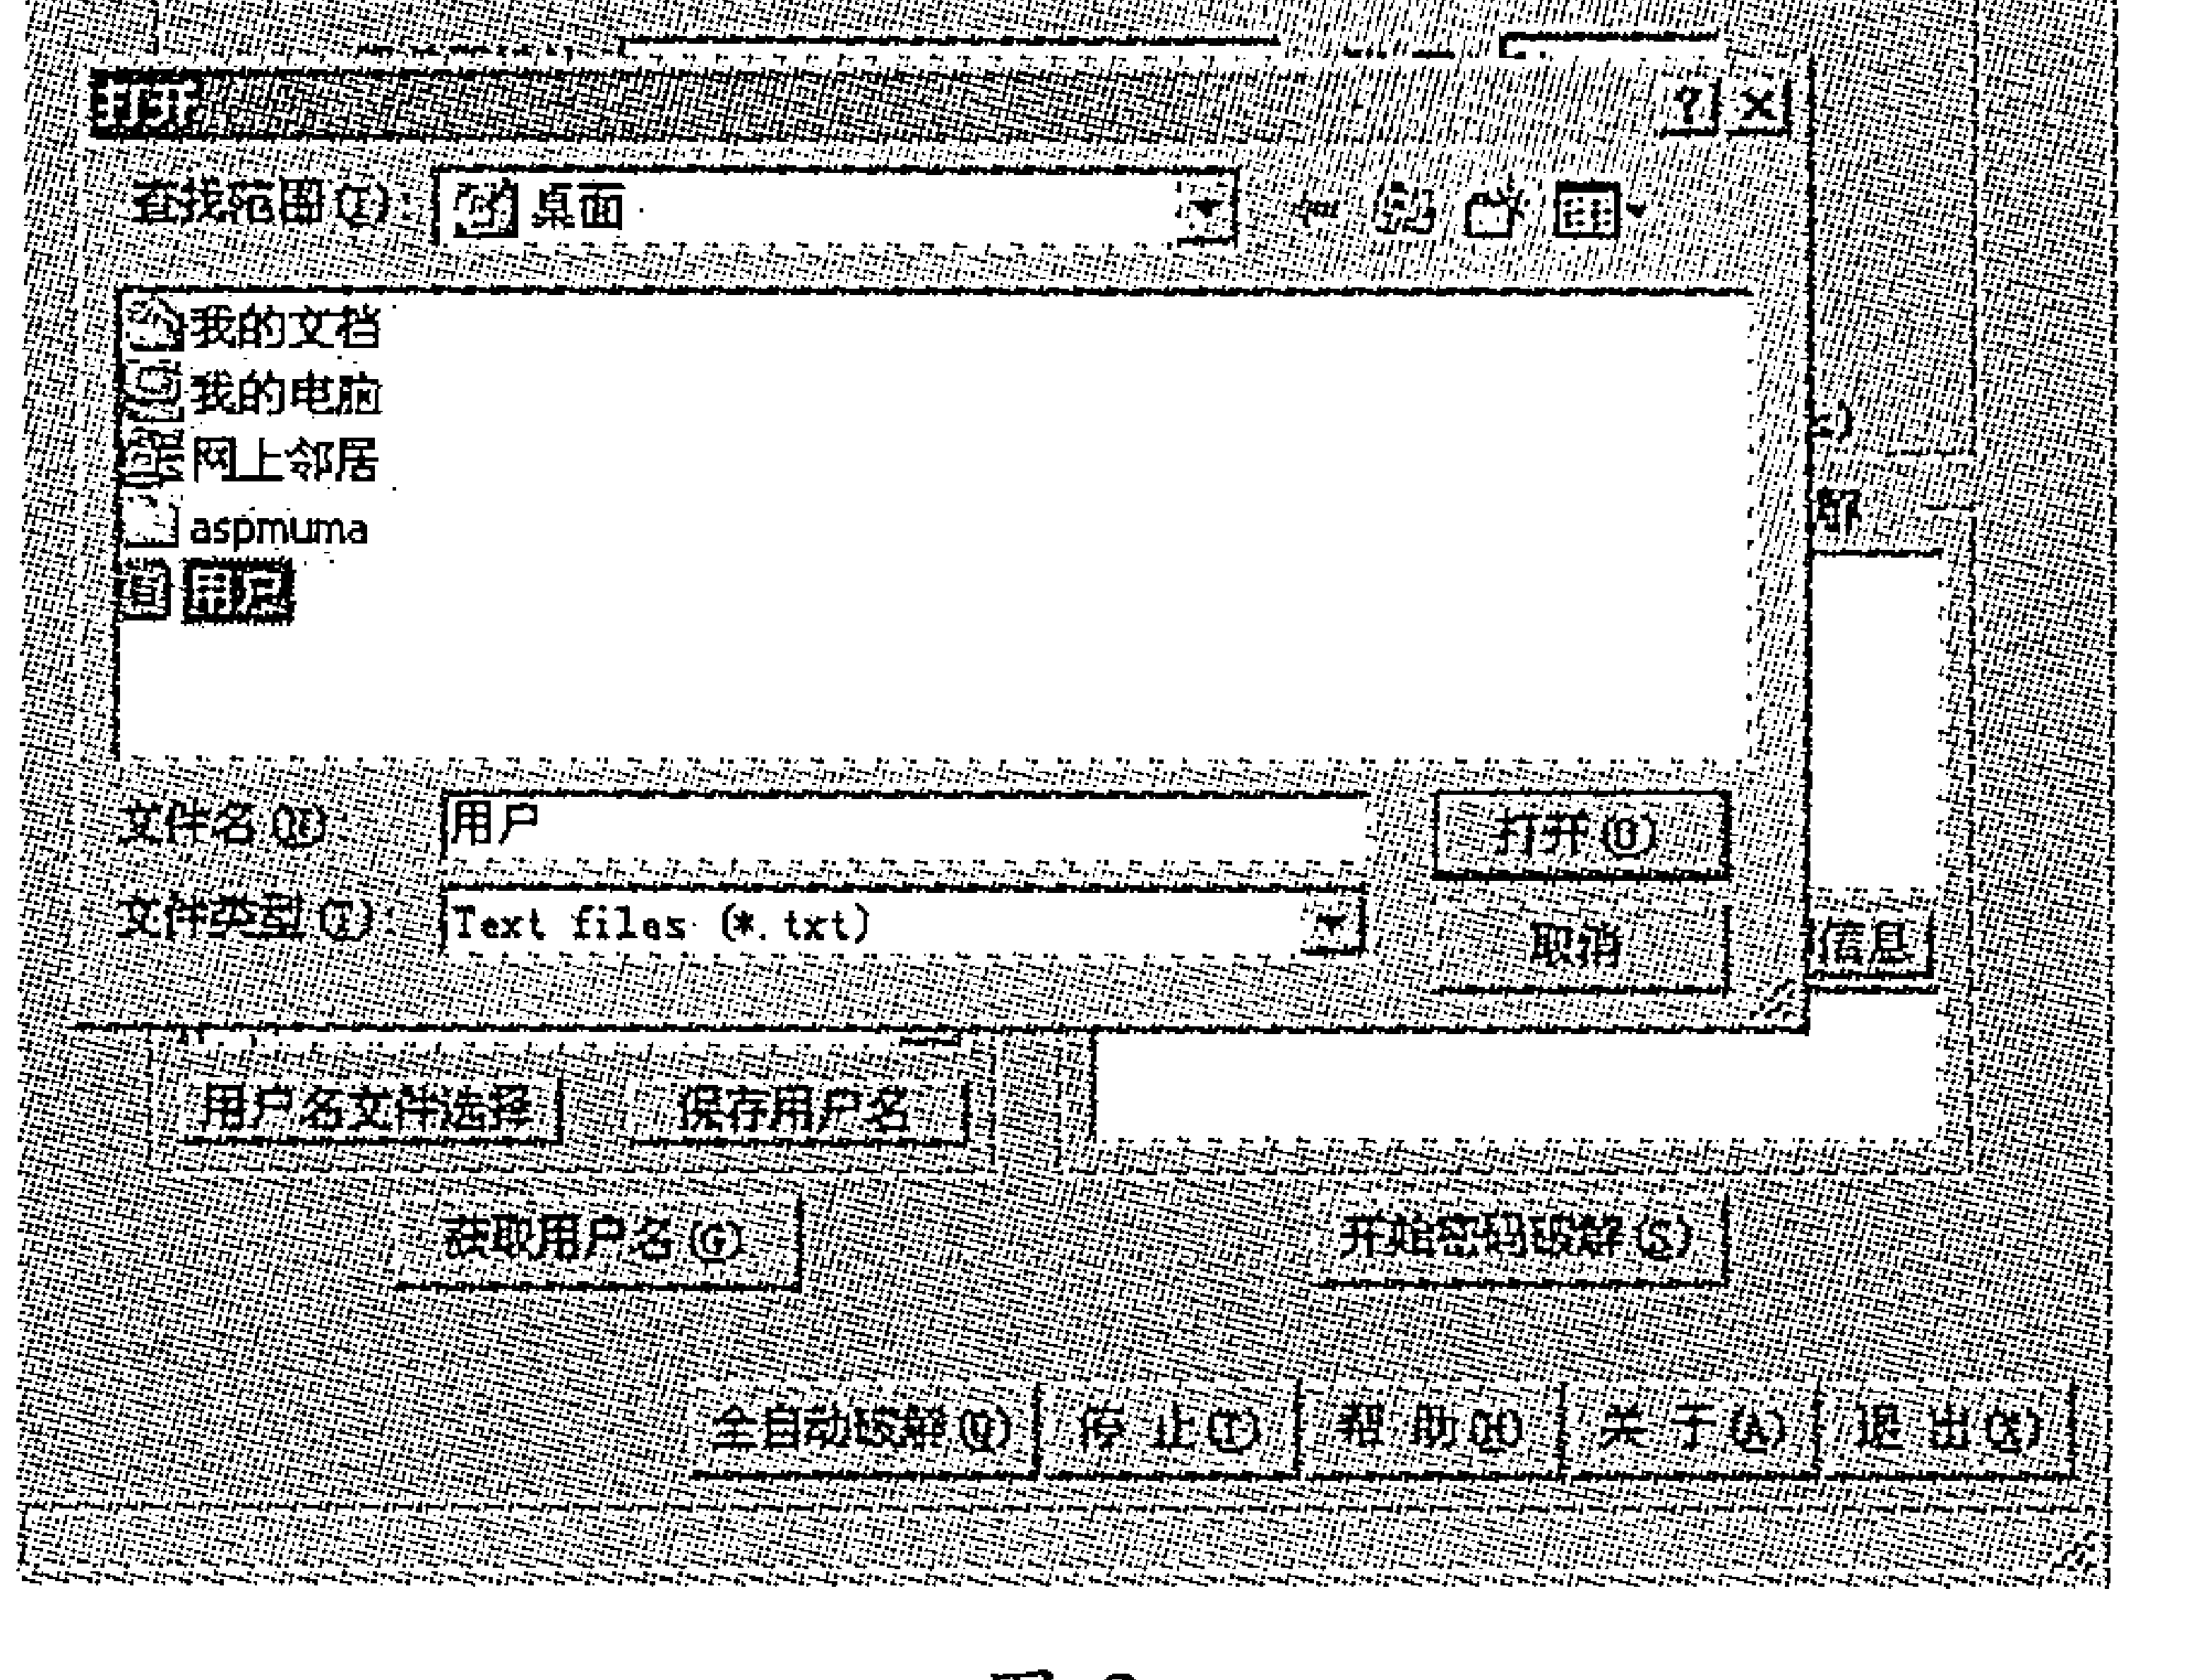 打开
查找范围(I): 桌面
我的文档
我的电脑
网上邻居
aspmuma
用户
部
文件名(N) 用户 打开(O)
文件类型(T): Text files (*.txt)
取消 信息
用户名文件选择 保存用户名
获取用户名(G) 开始密码破解(S)
全自动破解(U) 停 止(T) 帮 助(H) 关 于(A) 退 出(X)